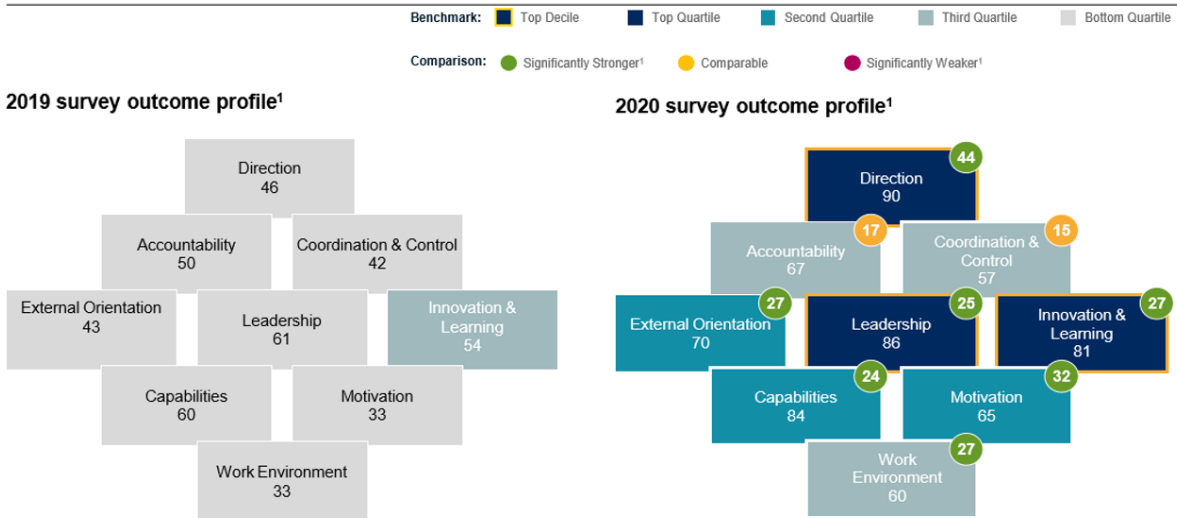 Benchmark: Top Decile Top Quartile Second Quartile Third Quartile Bottom Quartile
Comparison: Significantly Stronger¹ Comparable Significantly Weaker¹
2019 survey outcome profile¹
Direction
46
Accountability
50
Coordination & Control
42
External Orientation
43
Leadership
61
Innovation &
Learning
54
Capabilities
60
Motivation
33
Work Environment
33
2020 survey outcome profile¹
44
Direction
90
17
Accountability
67
15
Coordination &
Control
57
27
External Orientation
70
25
Leadership
86
27
Innovation &
Learning
81
24
Capabilities
84
32
Motivation
65
27
Work
Environment
60